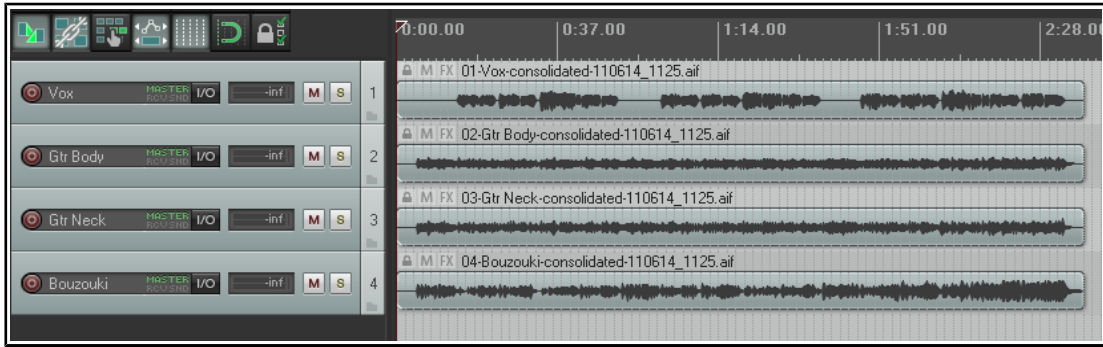 0:00.00 0:37.00 1:14.00 1:51.00 2:28.0
M FX 01-Vox-consolidated-110614_1125.aif
Vox MASTER RCV SND I/O -inf M S 1
M FX 02-Gtr Body-consolidated-110614_1125.aif
Gtr Body MASTER RCV SND I/O -inf M S 2
M FX 03-Gtr Neck-consolidated-110614_1125.aif
Gtr Neck MASTER RCV SND I/O -inf M S 3
M FX 04-Bouzouki-consolidated-110614_1125.aif
Bouzouki MASTER RCV SND I/O -inf M S 4